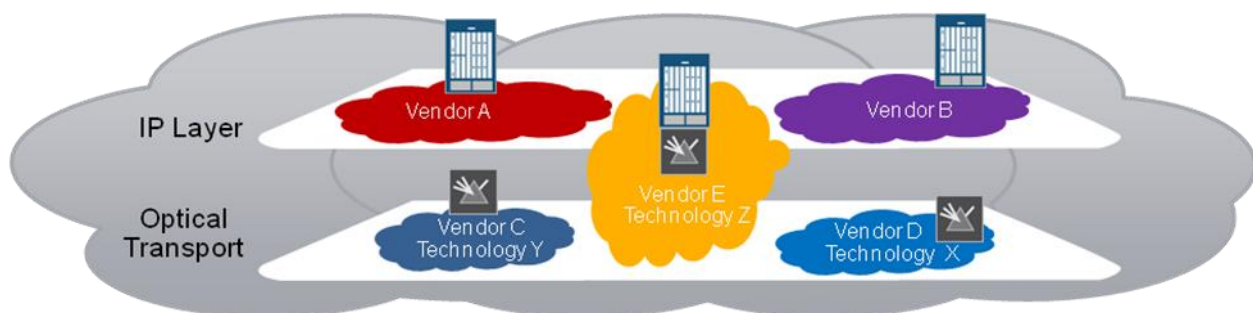 Vendor A
Vendor B
IP Layer
Vendor E
Technology Z
Optical
Transport
Vendor C
Technology Y
Vendor D
Technology X